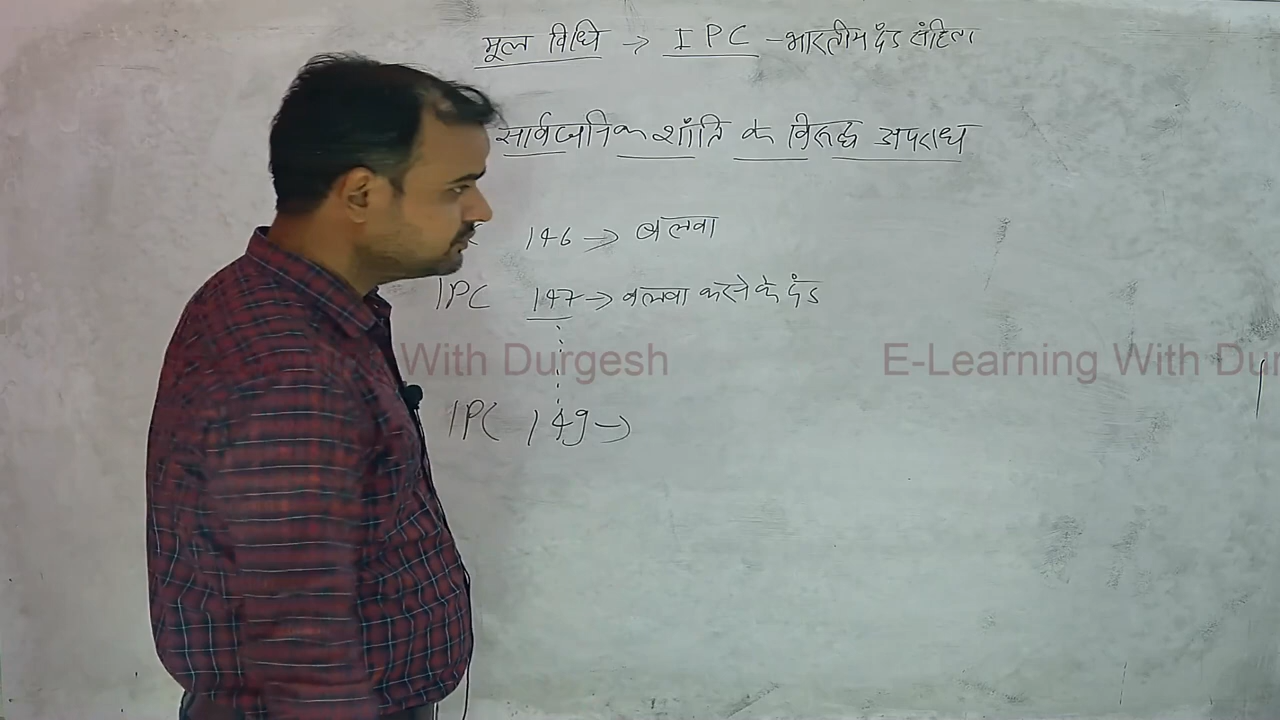 मूल विधि → IPC - भारतीय दंड संहिता
सार्वजनिक शांति के विरुद्ध अपराध
146 → बलवा
IPC 147 → बलवा करने के दंड
With Durgesh E-Learning With Dur
IPC 149 →